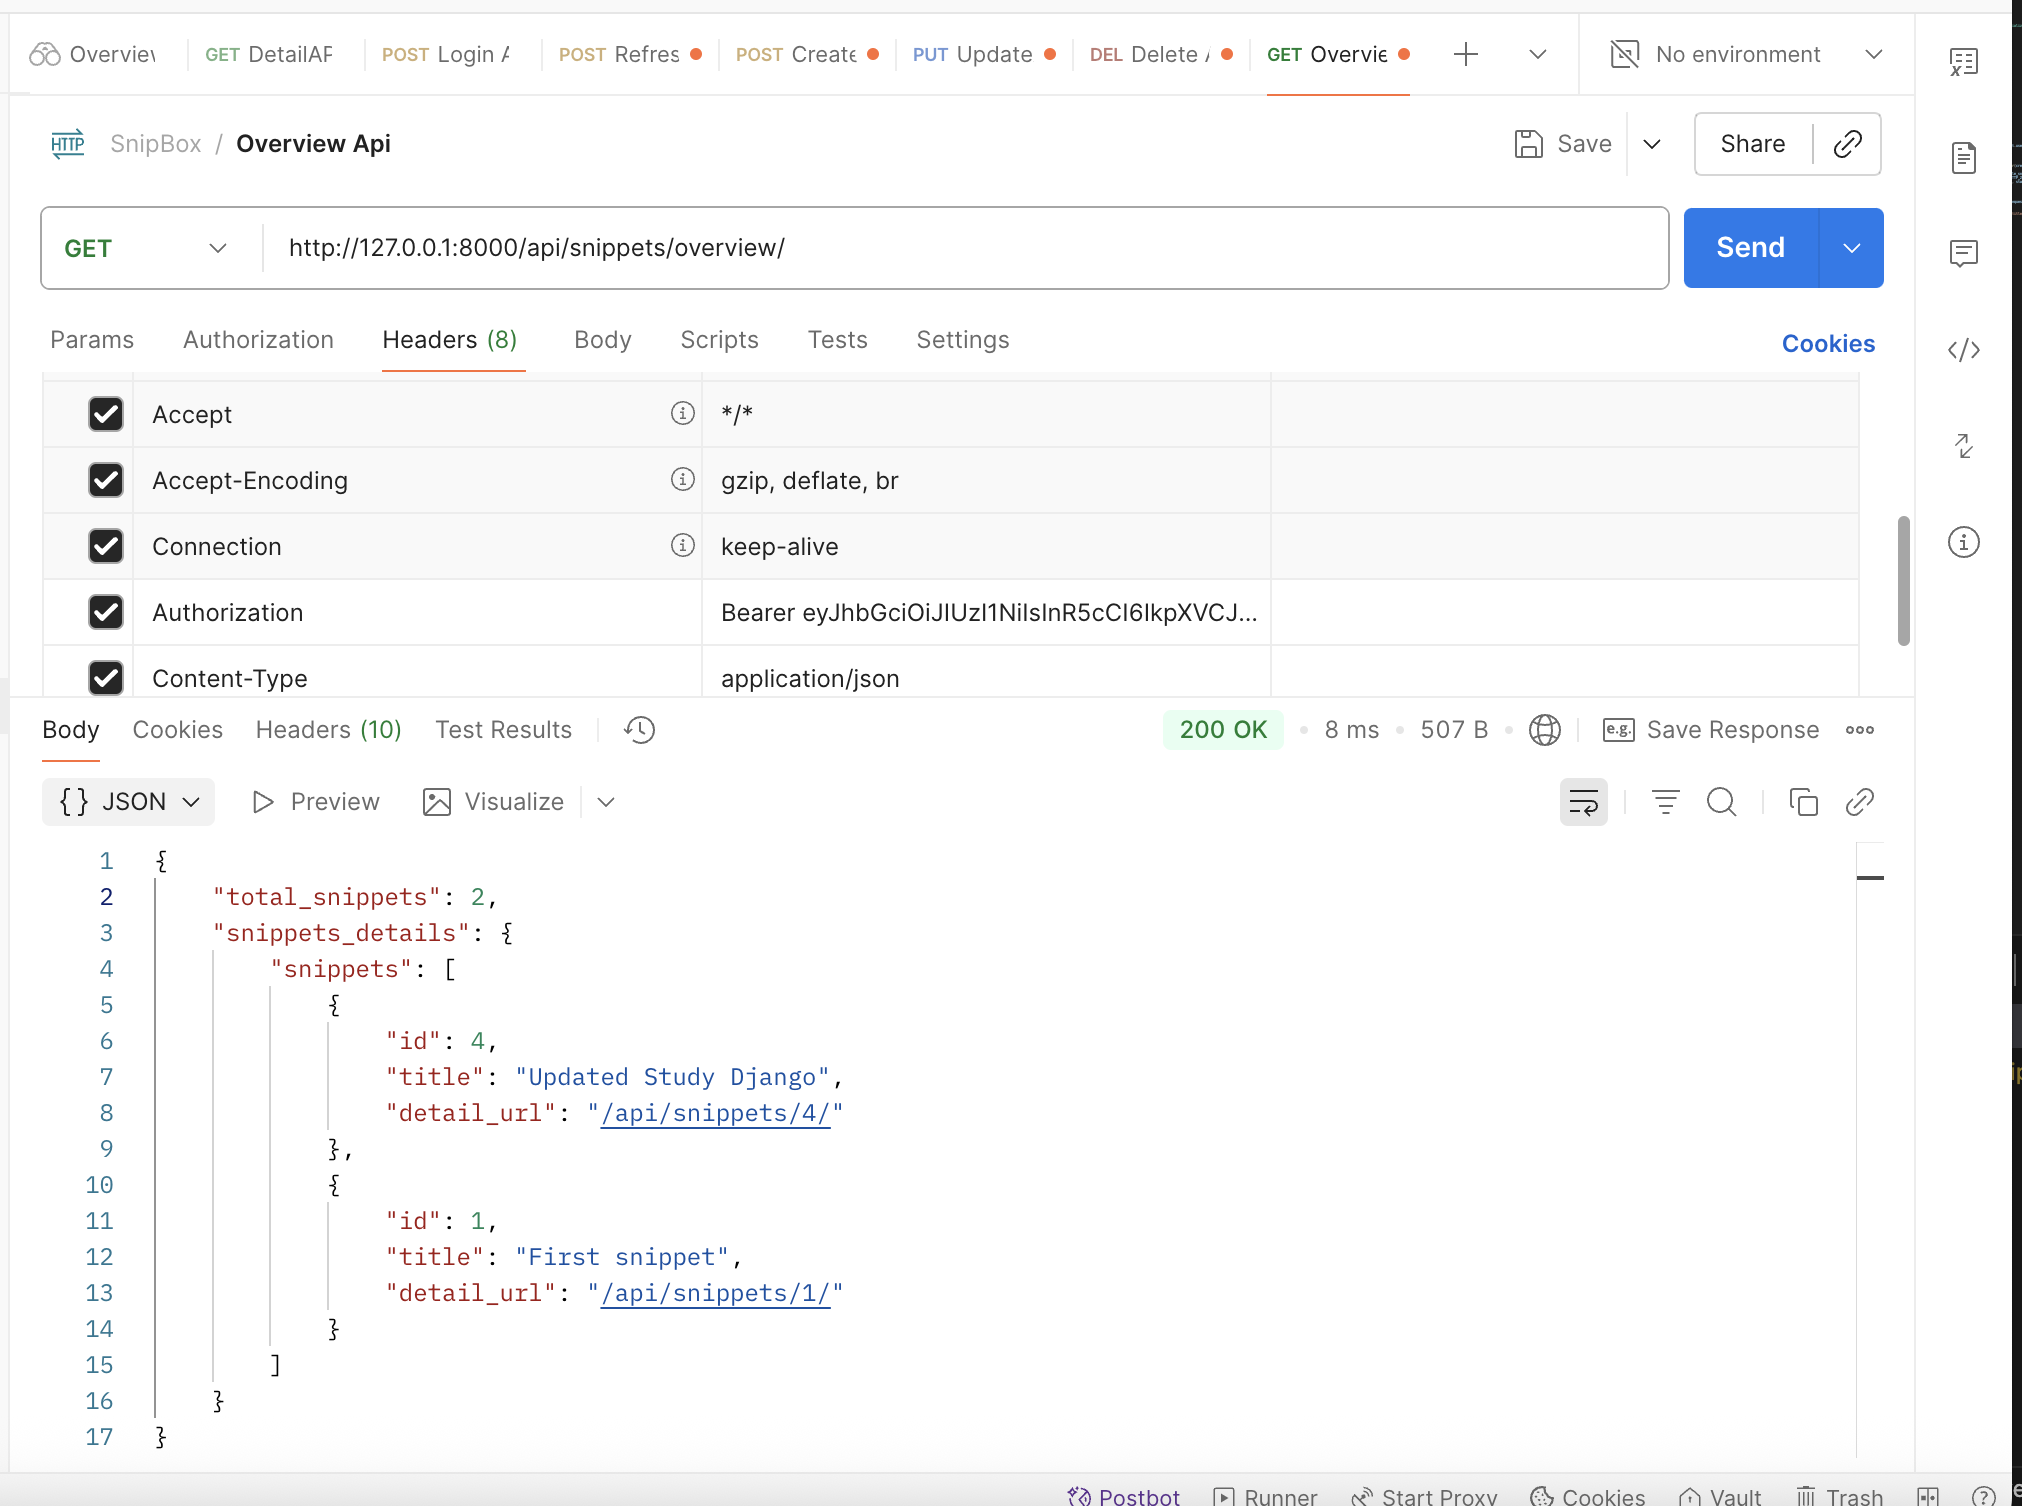 Overview
GET DetailAP
POST Login A
POST Refres
POST Create
PUT Update
DEL Delete A
GET Overvie
No environment
HTTP SnipBox / Overview Api
Save
Share
GET
http://127.0.0.1:8000/api/snippets/overview/
Send
Params Authorization Headers (8) Body Scripts Tests Settings Cookies
Accept */*
Accept-Encoding gzip, deflate, br
Connection keep-alive
Authorization Bearer eyJhbGciOiJIUzI1NiIsInR5cCI6IkpXVCJ...
Content-Type application/json
Body Cookies Headers (10) Test Results 200 OK 8 ms 507 B e.g. Save Response
{} JSON Preview Visualize
1 {
2 "total_snippets": 2,
3 "snippets_details": {
4 "snippets": [
5 {
6 "id": 4,
7 "title": "Updated Study Django",
8 "detail_url": "/api/snippets/4/"
9 },
10 {
11 "id": 1,
12 "title": "First snippet",
13 "detail_url": "/api/snippets/1/"
14 }
15 ]
16 }
17 }
Postbot Runner Start Proxy Cookies Vault Trash